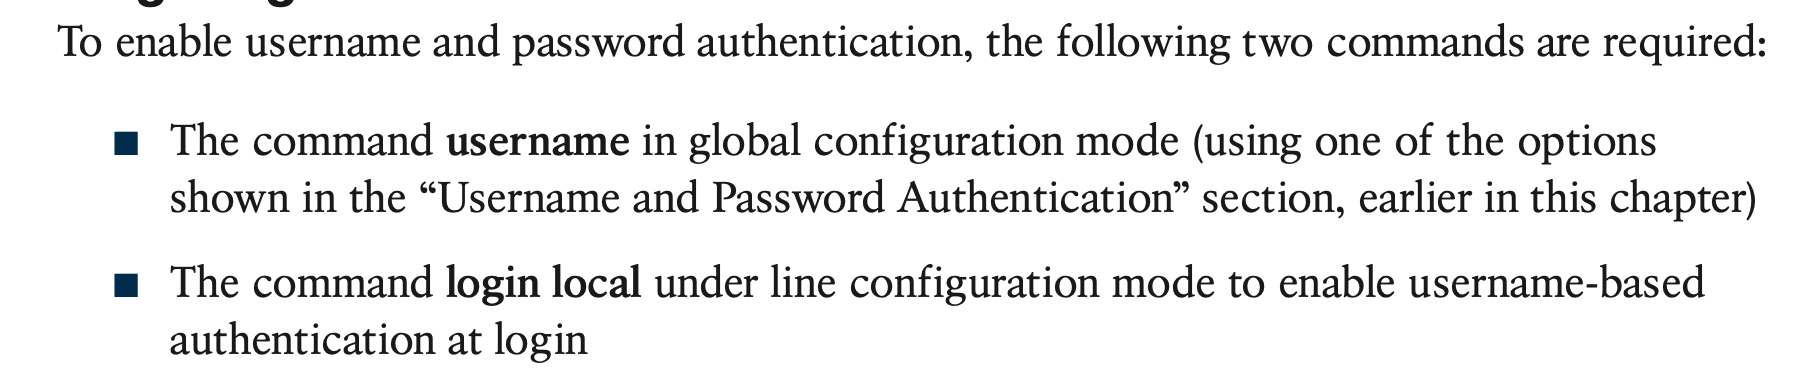 To enable username and password authentication, the following two commands are required:
■ The command username in global configuration mode (using one of the options
shown in the “Username and Password Authentication” section, earlier in this chapter)
■ The command login local under line configuration mode to enable username-based
authentication at login